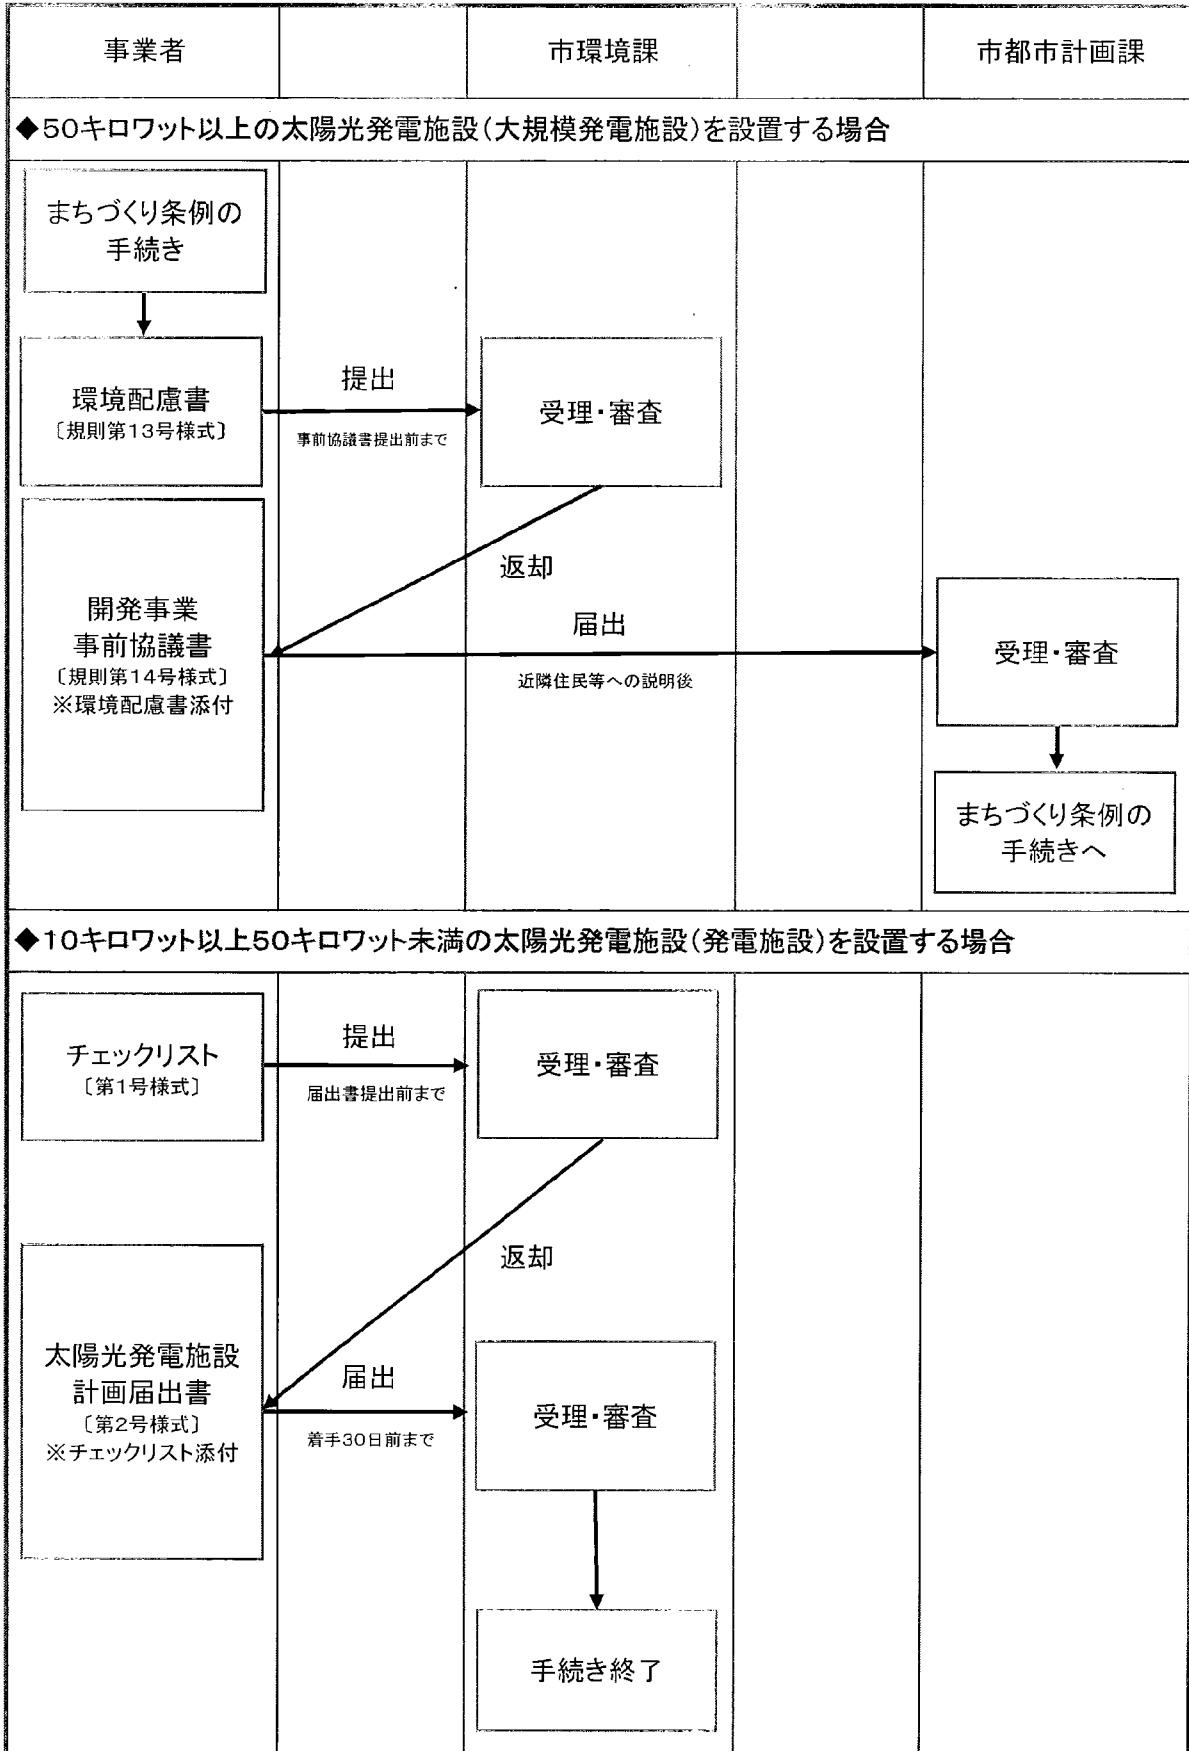 事業者
市環境課
市都市計画課
◆50キロワット以上の太陽光発電施設(大規模発電施設)を設置する場合
まちづくり条例の
手続き
環境配慮書
〔規則第13号様式〕
提出
事前協議書提出前まで
受理・審査
返却
開発事業
事前協議書
〔規則第14号様式〕
※環境配慮書添付
届出
近隣住民等への説明後
受理・審査
まちづくり条例の
手続きへ
◆10キロワット以上50キロワット未満の太陽光発電施設(発電施設)を設置する場合
チェックリスト
〔第1号様式〕
提出
届出書提出前まで
受理・審査
返却
太陽光発電施設
計画届出書
〔第2号様式〕
※チェックリスト添付
届出
着手30日前まで
受理・審査
手続き終了